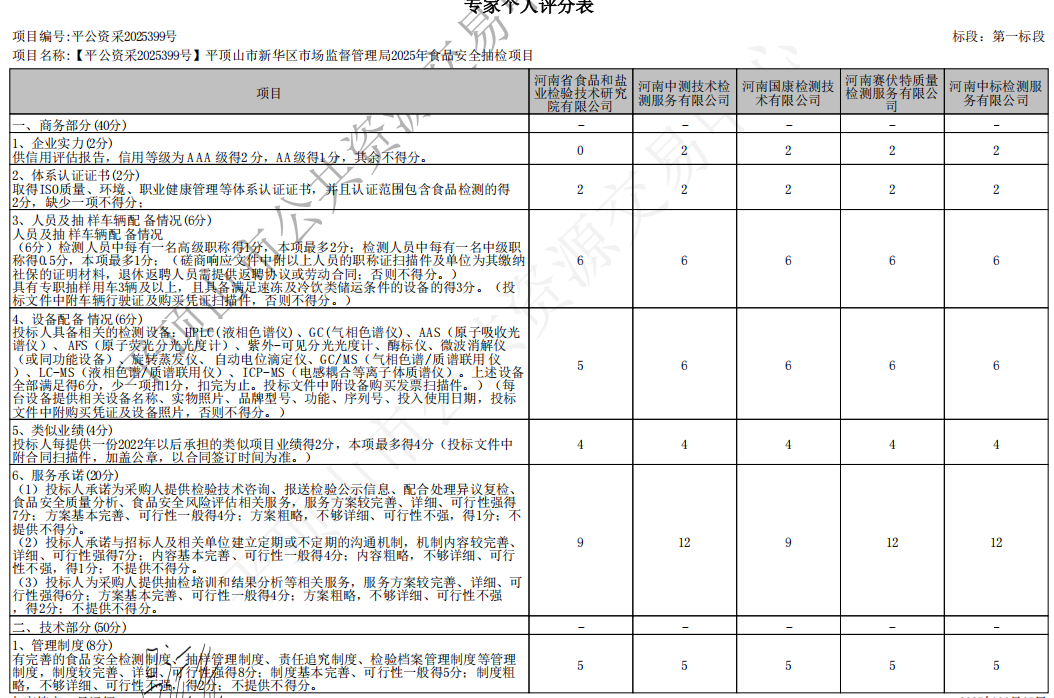 专家个人评分表
项目编号:平公资采2025399号
标段: 第一标段
项目名称:【平公资采2025399号】平顶山市新华区市场监督管理局2025年食品安全抽检项目
项目
河南省食品和盐
业检验技术研究
院有限公司
河南中测技术检
测服务有限公司
河南国康检测技
术有限公司
河南赛伏特质量
检测服务有限公
司
河南中标检测服
务有限公司
一、商务部分(40分)
– – – – –
1、企业实力(2分)
供信用评估报告，信用等级为AAA 级得2分，AA级得1分，其余不得分。
0 2 2 2 2
2、体系认证证书(2分)
取得ISO质量、环境、职业健康管理等体系认证证书，并且认证范围包含食品检测的得
2分，缺少一项不得分；
2 2 2 2 2
3、人员及抽样车辆配备情况(6分)
人员及抽样车辆配备情况
（6分）检测人员中每有一名高级职称得1分，本项最多2分；检测人员中每有一名中级职
称得0.5分，本项最多1分；（磋商响应文件中附以上人员的职称证扫描件及单位为其缴纳
社保的证明材料，退休返聘人员需提供返聘协议或劳动合同；否则不得分。）
具有专职抽样用车3辆及以上，且具备满足速冻及冷饮类储运条件的设备的得3分。（投
标文件中附车辆行驶证及购买凭证扫描件，否则不得分。）
6 6 6 6 6
4、设备配备情况(6分)
投标人具备相关的检测设备：HPLC(液相色谱仪)、GC(气相色谱仪)、AAS（原子吸收光
谱仪）、AFS（原子荧光分光光度计）、紫外-可见分光光度计、酶标仪、微波消解仪
（或同功能设备）、旋转蒸发仪、自动电位滴定仪、GC/MS（气相色谱/质谱联用仪
）、LC-MS（液相色谱/质谱联用仪）、ICP-MS（电感耦合等离子体质谱仪）。上述设备
全部满足得6分，少一项扣1分，扣完为止。投标文件中附设备购买发票扫描件。）（每
台设备提供相关设备名称、实物照片、品牌型号、功能、序列号、投入使用日期，投标
文件中附购买凭证及设备照片，否则不得分。）
5 6 6 6 6
5、类似业绩(4分)
投标人每提供一份2022年以后承担的类似项目业绩得2分，本项最多得4分（投标文件中
附合同扫描件，加盖公章，以合同签订时间为准。）
4 4 4 4 4
6、服务承诺(20分)
（1）投标人承诺为采购人提供检验技术咨询、报送检验公示信息、配合处理异议复检、
食品安全质量分析、食品安全风险评估相关服务，服务方案较完善、详细、可行性强得
7分；方案基本完善、可行性一般得4分；方案粗略，不够详细、可行性不强，得1分；不
提供不得分。
（2）投标人承诺与招标人及相关单位建立定期或不定期的沟通机制，机制内容较完善、
详细、可行性强得7分；内容基本完善、可行性一般得4分；内容粗略，不够详细、可行
性不强，得1分；不提供不得分。
（3）投标人为采购人提供抽检培训和结果分析等相关服务，服务方案较完善、详细、可
行性强得6分；方案基本完善、可行性一般得4分；方案粗略，不够详细、可行性不强
，得2分；不提供不得分。
9 12 9 12 12
二、技术部分(50分)
– – – – –
1、管理制度(8分)
有完善的食品安全检测制度、抽样管理制度、责任追究制度、检验档案管理制度等管理
制度，制度较完善、详细、可行性强得8分；制度基本完善、可行性一般得5分；制度粗
略，不够详细、可行性不强，得2分；不提供不得分。
5 5 5 5 5
平顶山市公共资源交易中心